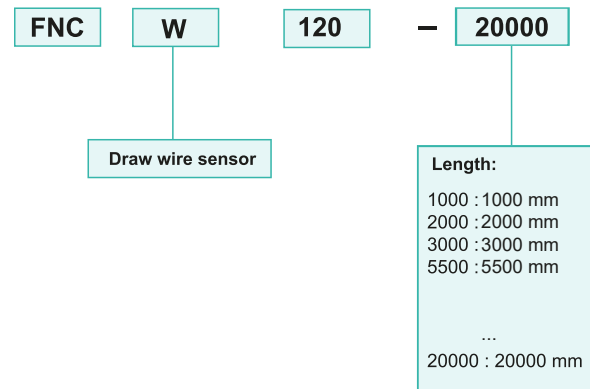 FNC W 120 – 20000
Draw wire sensor
Length:
1000 : 1000 mm
2000 : 2000 mm
3000 : 3000 mm
5500 : 5500 mm
...
20000 : 20000 mm